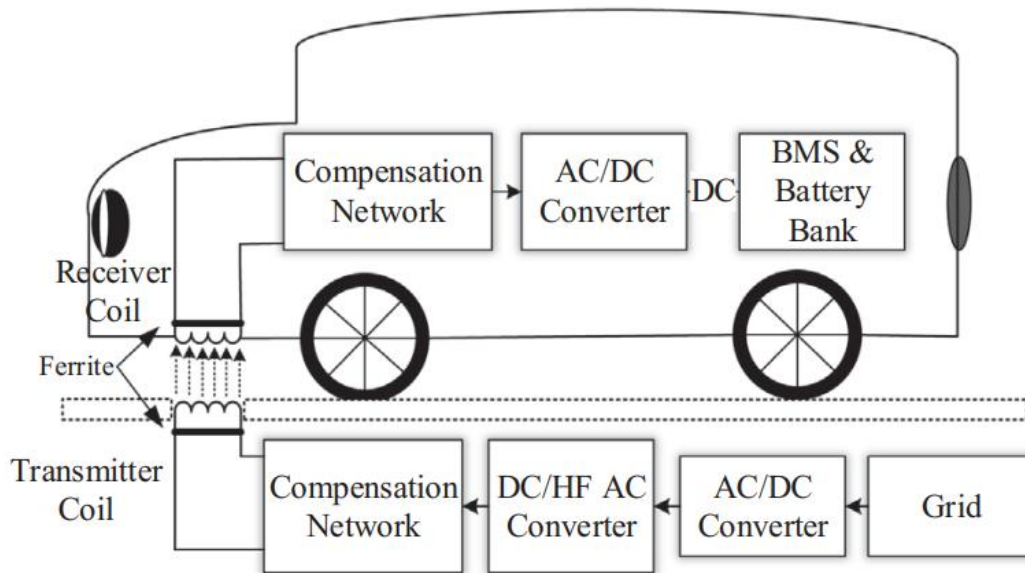 Compensation
Network
AC/DC
Converter
DC
BMS &
Battery
Bank
Receiver
Coil
Ferrite
Transmitter
Coil
Compensation
Network
DC/HF AC
Converter
AC/DC
Converter
Grid